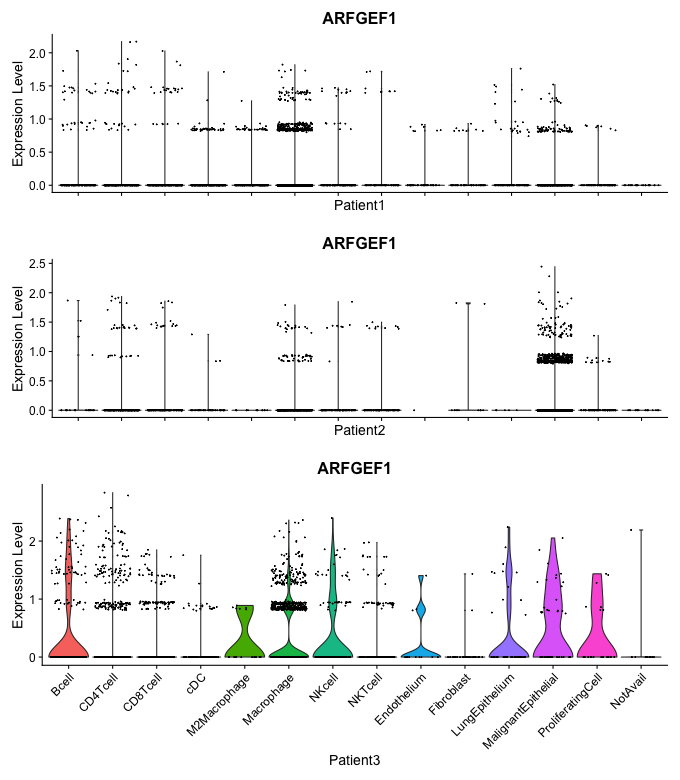 ARFGEF1
Expression Level
2.0
1.5
1.0
0.5
0.0
Patient1
ARFGEF1
Expression Level
2.5
2.0
1.5
1.0
0.5
0.0
Patient2
ARFGEF1
Expression Level
2
1
0
Bcell
CD4Tcell
CD8Tcell
cDC
M2Macrophage
Macrophage
NKcell
NKTcell
Endothelium
Fibroblast
LungEpithelium
MalignantEpithelial
ProliferatingCell
NotAvail
Patient3